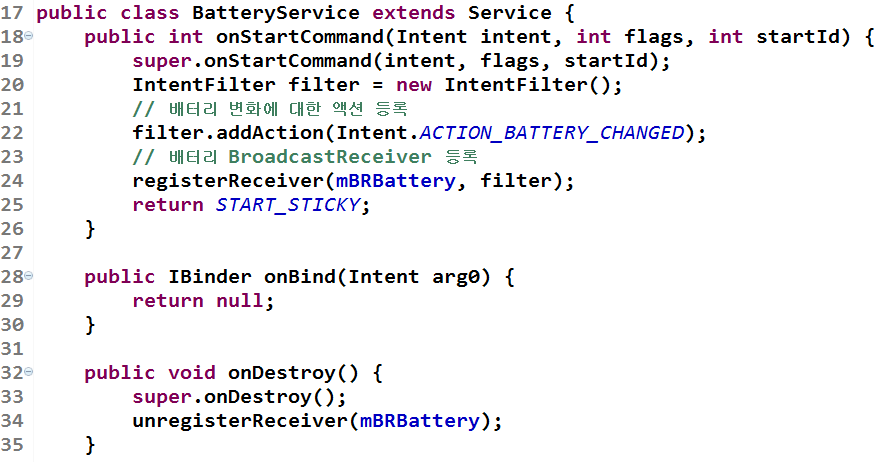 17 public class BatteryService extends Service {
18 public int onStartCommand(Intent intent, int flags, int startId) {
19 super.onStartCommand(intent, flags, startId);
20 IntentFilter filter = new IntentFilter();
21 // 배터리 변화에 대한 액션 등록
22 filter.addAction(Intent.ACTION_BATTERY_CHANGED);
23 // 배터리 BroadcastReceiver 등록
24 registerReceiver(mBRBattery, filter);
25 return START_STICKY;
26 }
27
28 public IBinder onBind(Intent arg0) {
29 return null;
30 }
31
32 public void onDestroy() {
33 super.onDestroy();
34 unregisterReceiver(mBRBattery);
35 }